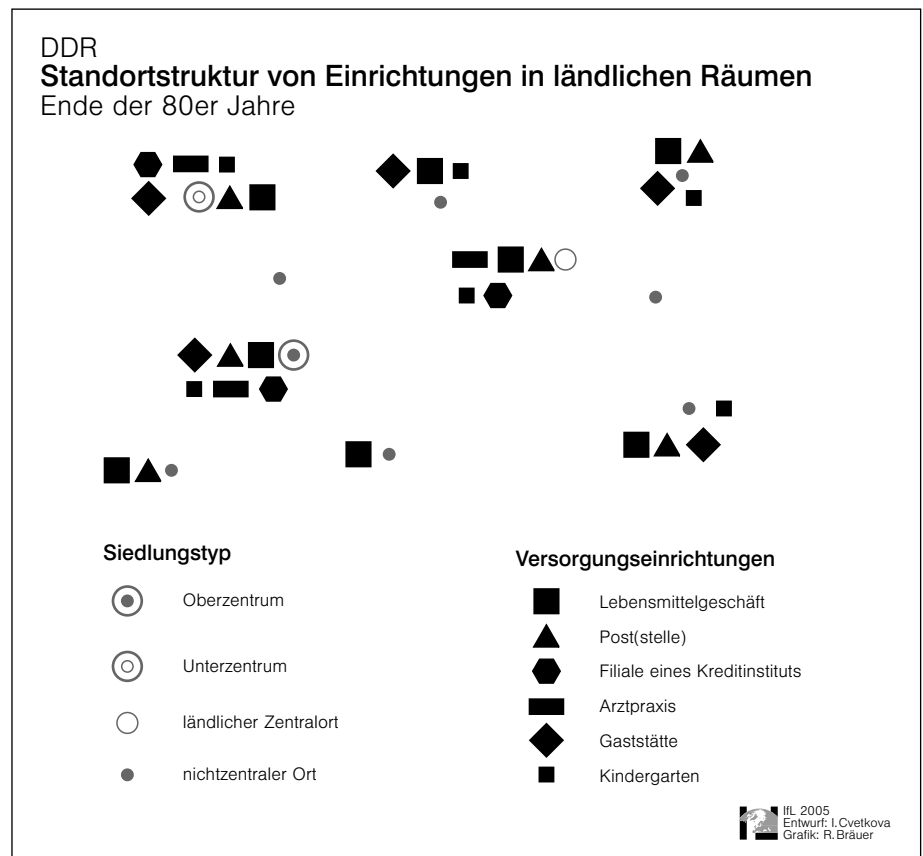 DDR
Standortstruktur von Einrichtungen in ländlichen Räumen
Ende der 80er Jahre
Siedlungstyp
Oberzentrum
Unterzentrum
ländlicher Zentralort
nichtzentraler Ort
Versorgungseinrichtungen
Lebensmittelgeschäft
Post(stelle)
Filiale eines Kreditinstituts
Arztpraxis
Gaststätte
Kindergarten
IfL 2005
Entwurf: I.Cvetkova
Grafik: R.Bräuer